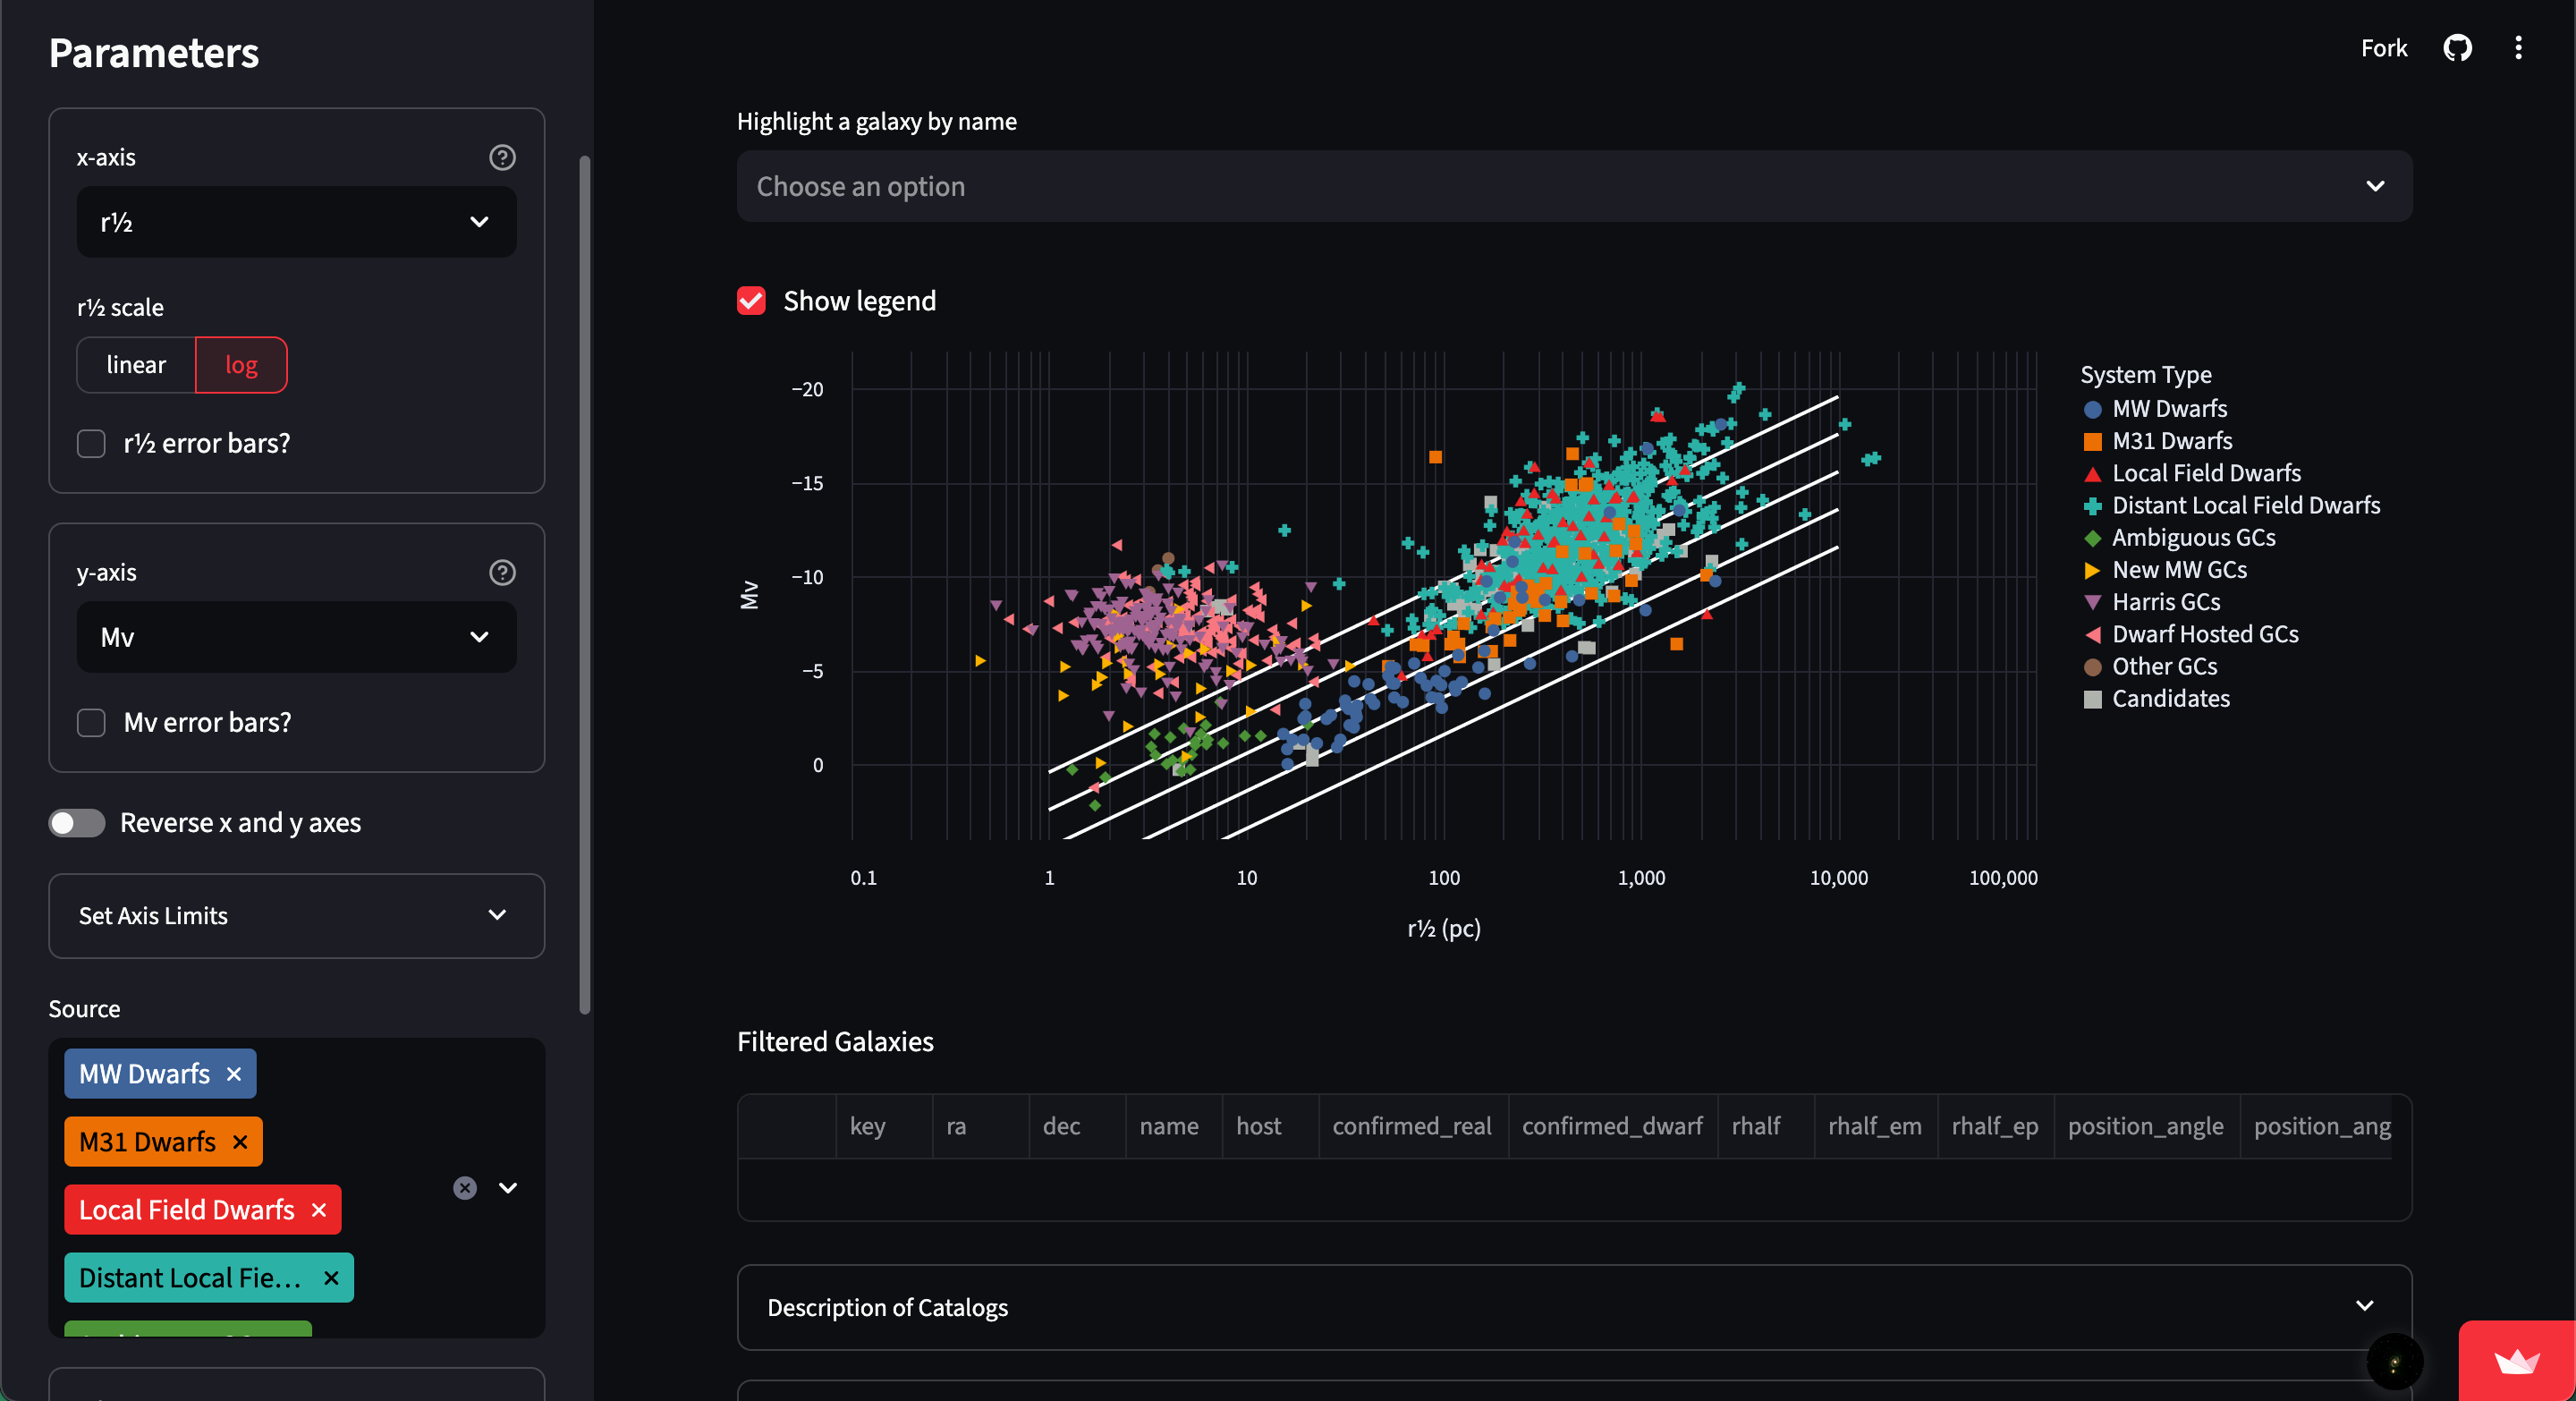 Parameters
x-axis
r½
r½ scale
linear
log
r½ error bars?
y-axis
Mv
Mv error bars?
Reverse x and y axes
Set Axis Limits
Source
MW Dwarfs
M31 Dwarfs
Local Field Dwarfs
Distant Local Fie...
Fork
Highlight a galaxy by name
Choose an option
Show legend
Mv
−20
−15
−10
−5
0
0.1
1
10
100
1,000
10,000
100,000
r½ (pc)
System Type
MW Dwarfs
M31 Dwarfs
Local Field Dwarfs
Distant Local Field Dwarfs
Ambiguous GCs
New MW GCs
Harris GCs
Dwarf Hosted GCs
Other GCs
Candidates
Filtered Galaxies
key ra dec name host confirmed_real confirmed_dwarf rhalf rhalf_em rhalf_ep position_angle position_ang
Description of Catalogs